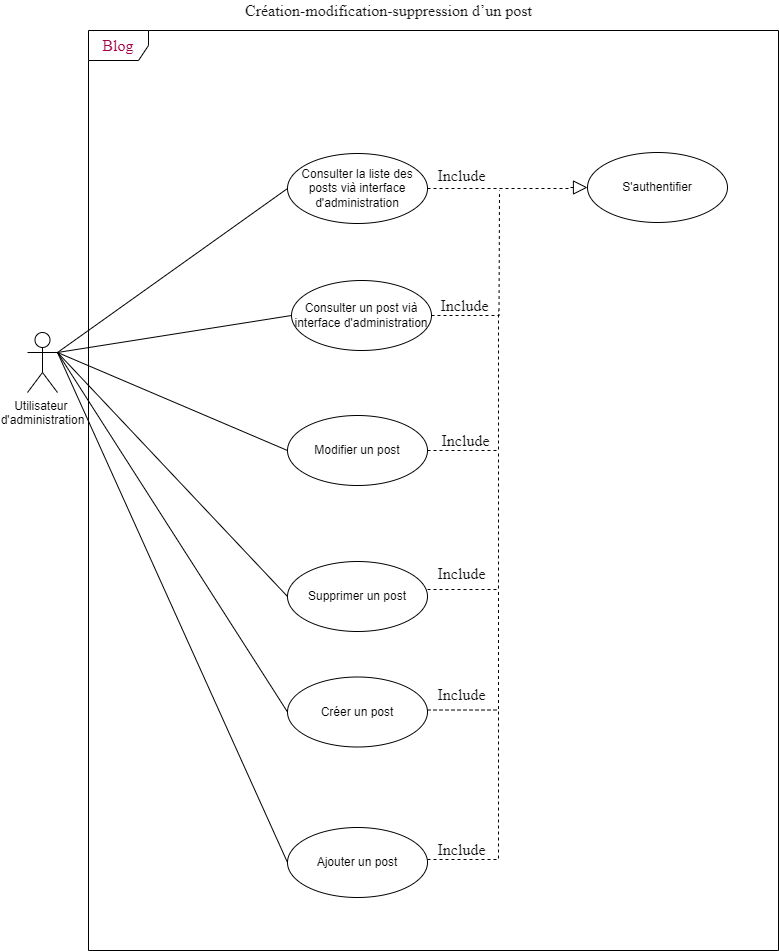 Création-modification-suppression d’un post
Blog
Consulter la liste des
posts vià interface
d'administration
Include
S'authentifier
Consulter un post vià
interface d'administration
Include
Utilisateur
d'administration
Modifier un post
Include
Supprimer un post
Include
Créer un post
Include
Ajouter un post
Include